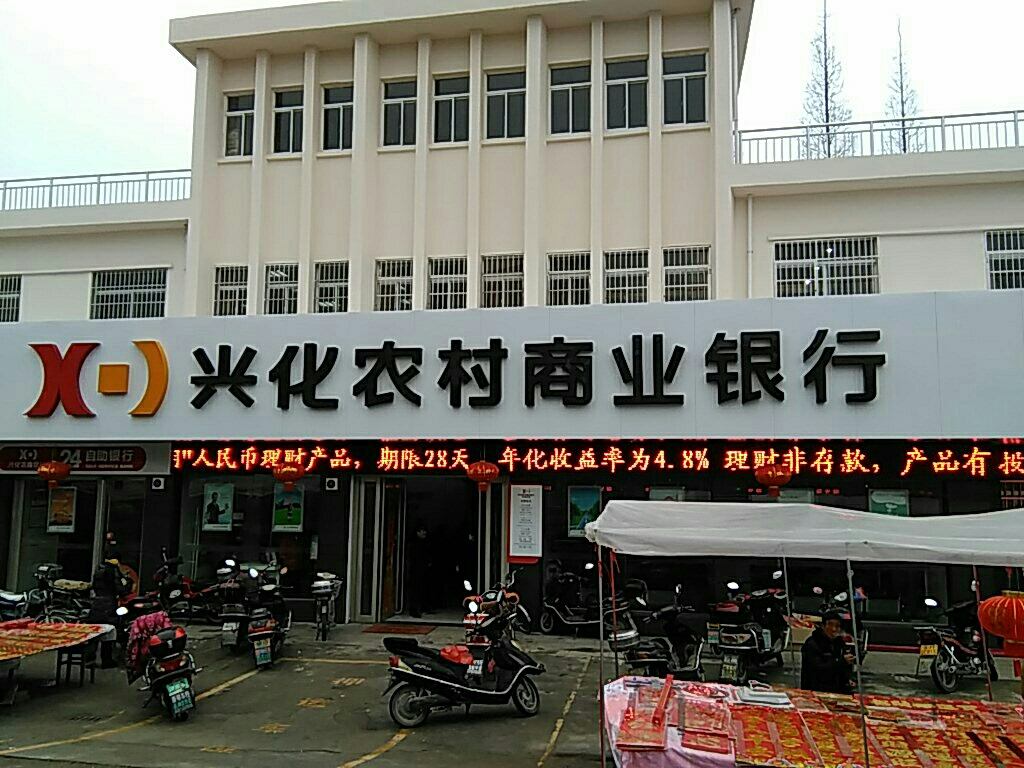 兴化农村商业银行
24 自助银行
"人民币理财产品，期限28天 年化收益率为4.8% 理财非存款，产品有投